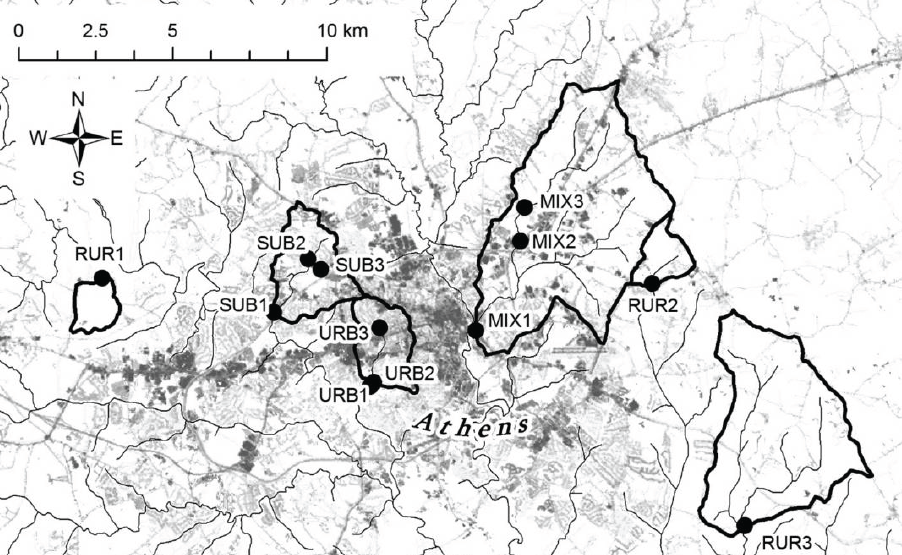 0 2.5 5 10 km
N
W E
S
MIX3
MIX2
SUB2
RUR1
SUB3
RUR2
SUB1
MIX1
URB3
URB2
URB1
Athens
RUR3